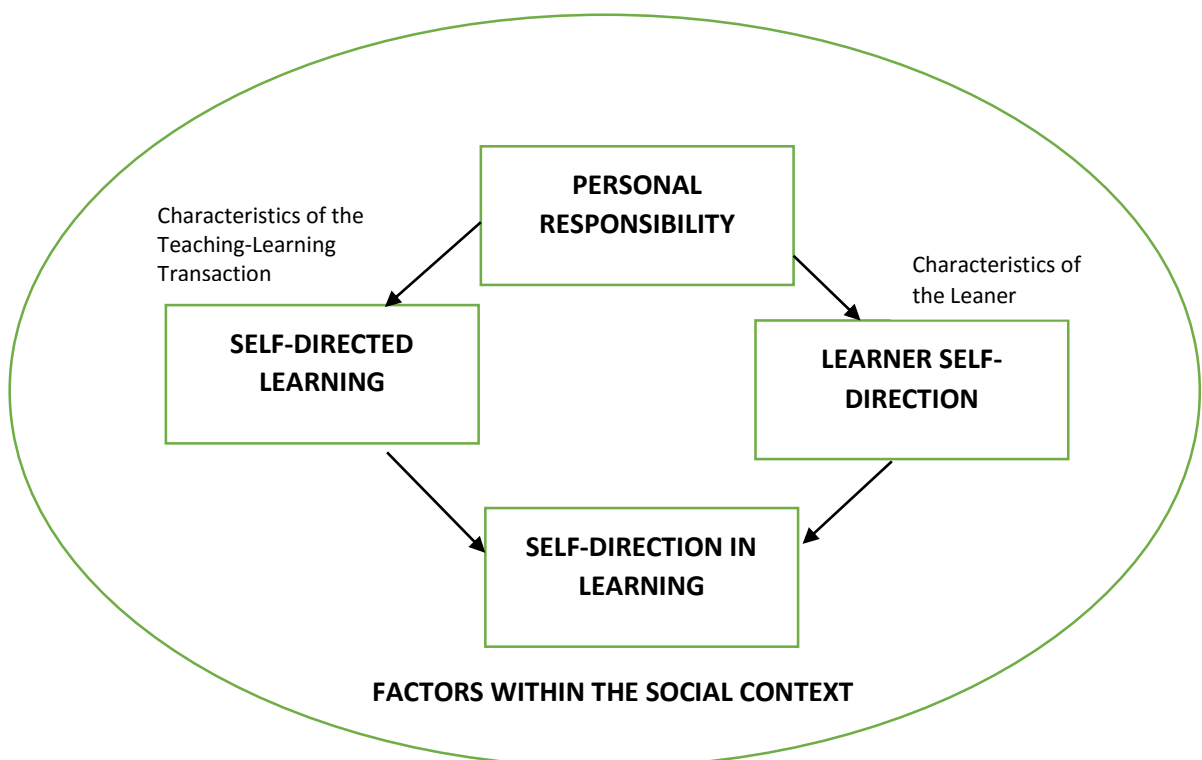 PERSONAL
RESPONSIBILITY
Characteristics of the
Teaching-Learning
Transaction
Characteristics of
the Leaner
SELF-DIRECTED
LEARNING
LEARNER SELF-
DIRECTION
SELF-DIRECTION IN
LEARNING
FACTORS WITHIN THE SOCIAL CONTEXT